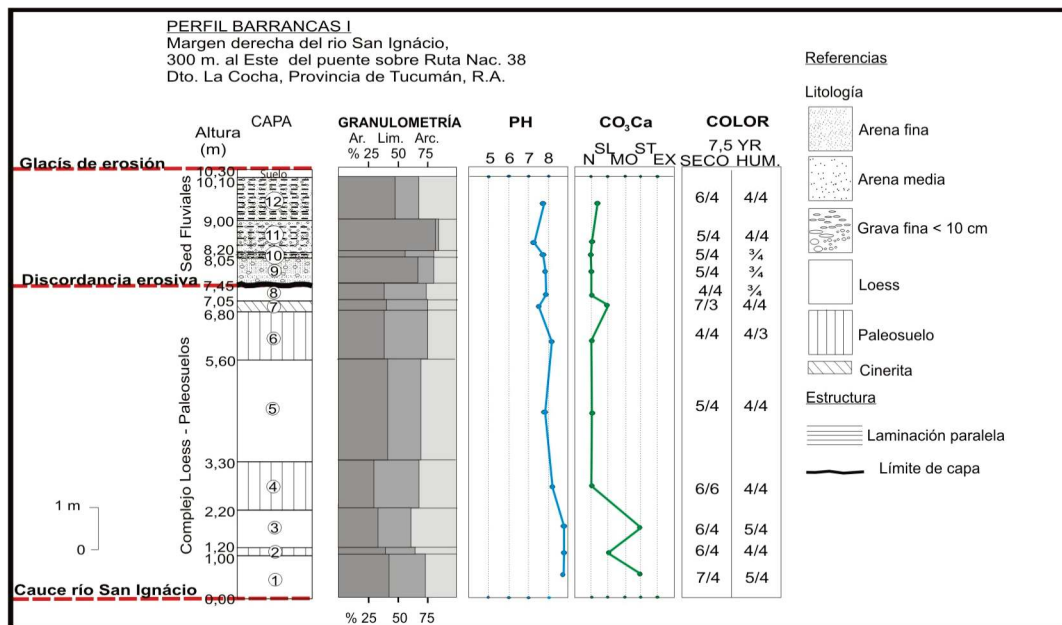 PERFIL BARRANCAS I
Margen derecha del rio San Ignácio,
300 m. al Este del puente sobre Ruta Nac. 38
Dto. La Cocha, Provincia de Tucumán, R.A.
Altura
(m)
CAPA
GRANULOMETRÍA
Ar. Lim. Arc.
% 25 50 75
PH
5 6 7 8
CO₃Ca
N SL MO ST EX
COLOR
7,5 YR
SECO HUM.
Glacís de erosión
Discordancia erosiva
Cauce río San Ignácio
Sed Fluviales
Complejo Loess - Paleosuelos
1 m
0
10,30
10,10
9,00
8,20
8,05
7,45
7,05
6,80
5,60
3,30
2,20
1,20
1,00
0,00
Suelo
12
11
10
9
8
7
6
5
4
3
2
1
6/4 4/4
5/4 4/4
5/4 ¾
5/4 ¾
4/4 ¾
7/3 4/4
4/4 4/3
5/4 4/4
6/6 4/4
6/4 5/4
6/4 4/4
7/4 5/4
% 25 50 75
Referencias
Litología
Arena fina
Arena media
Grava fina < 10 cm
Loess
Paleosuelo
Cinerita
Estructura
Laminación paralela
Límite de capa